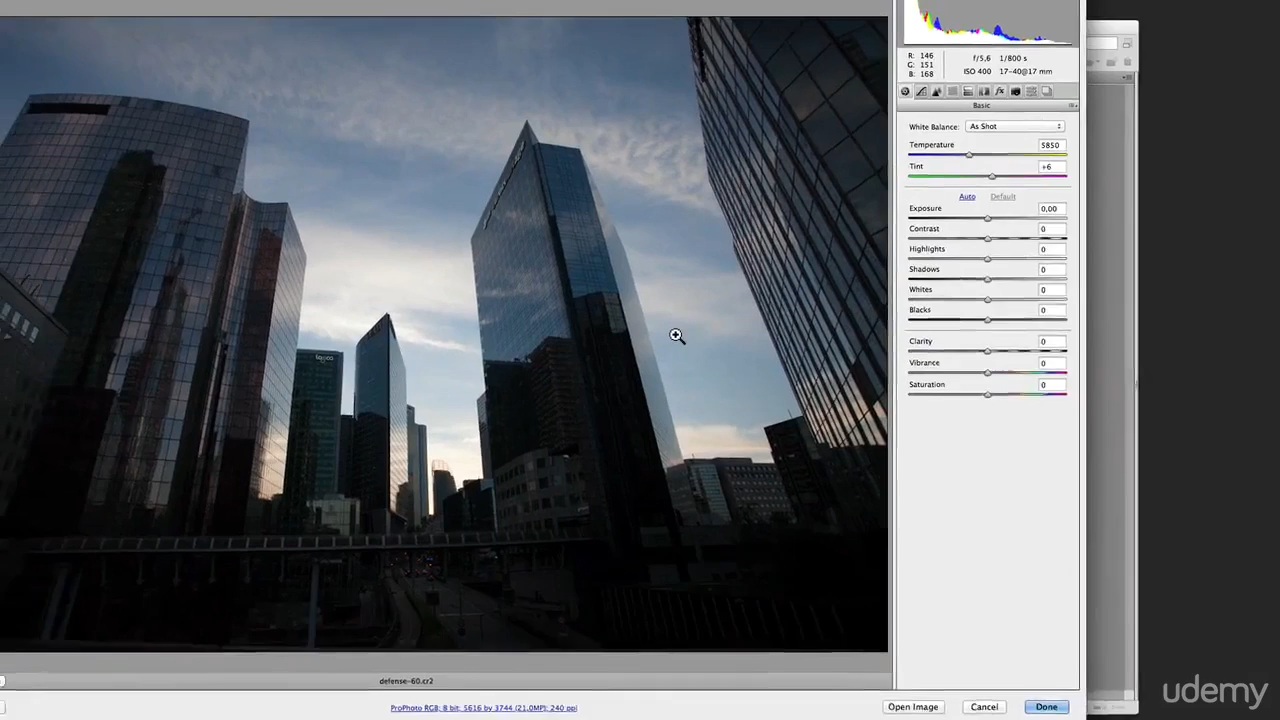 R: 146
G: 151
B: 168
f/5,6 1/800 s
ISO 400 17-40@17 mm
fx
Basic
White Balance: As Shot
Temperature 5850
Tint +6
Auto Default
Exposure 0,00
Contrast 0
Highlights 0
Shadows 0
Whites 0
Blacks 0
Clarity 0
Vibrance 0
Saturation 0
logica
defense-60.cr2
ProPhoto RGB; 8 bit; 5616 by 3744 (21,0MP); 240 ppi
Open Image Cancel Done
udemy